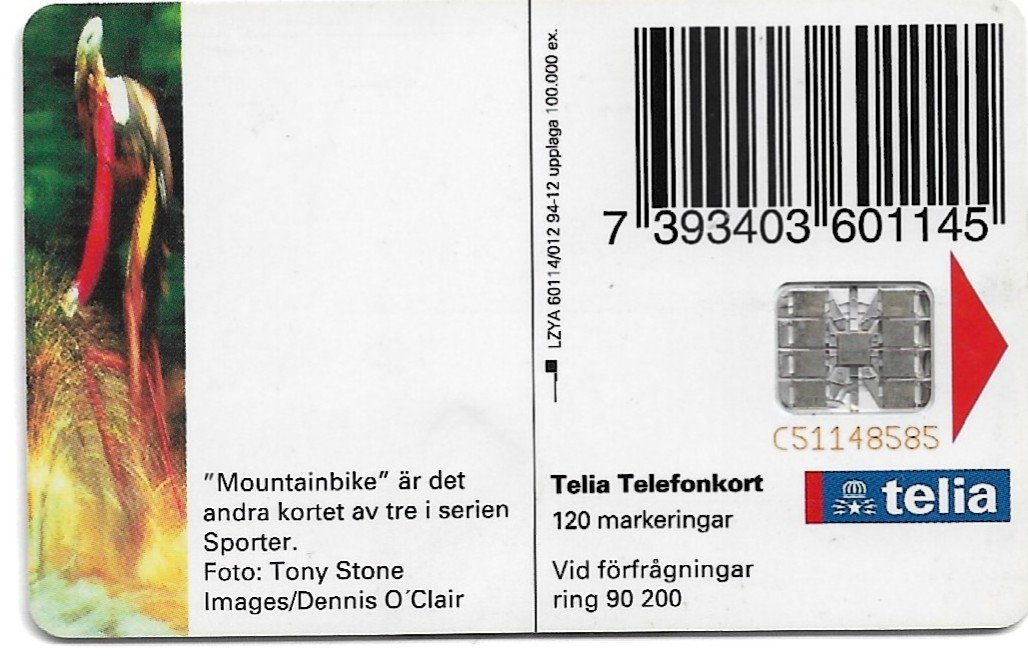 "Mountainbike" är det
andra kortet av tre i serien
Sporter.
Foto: Tony Stone
Images/Dennis O´Clair
LZYA 60114/012 94-12 upplaga 100.000 ex.
7 393403 601145
C51148585
Telia Telefonkort
120 markeringar
telia
Vid förfrågningar
ring 90 200